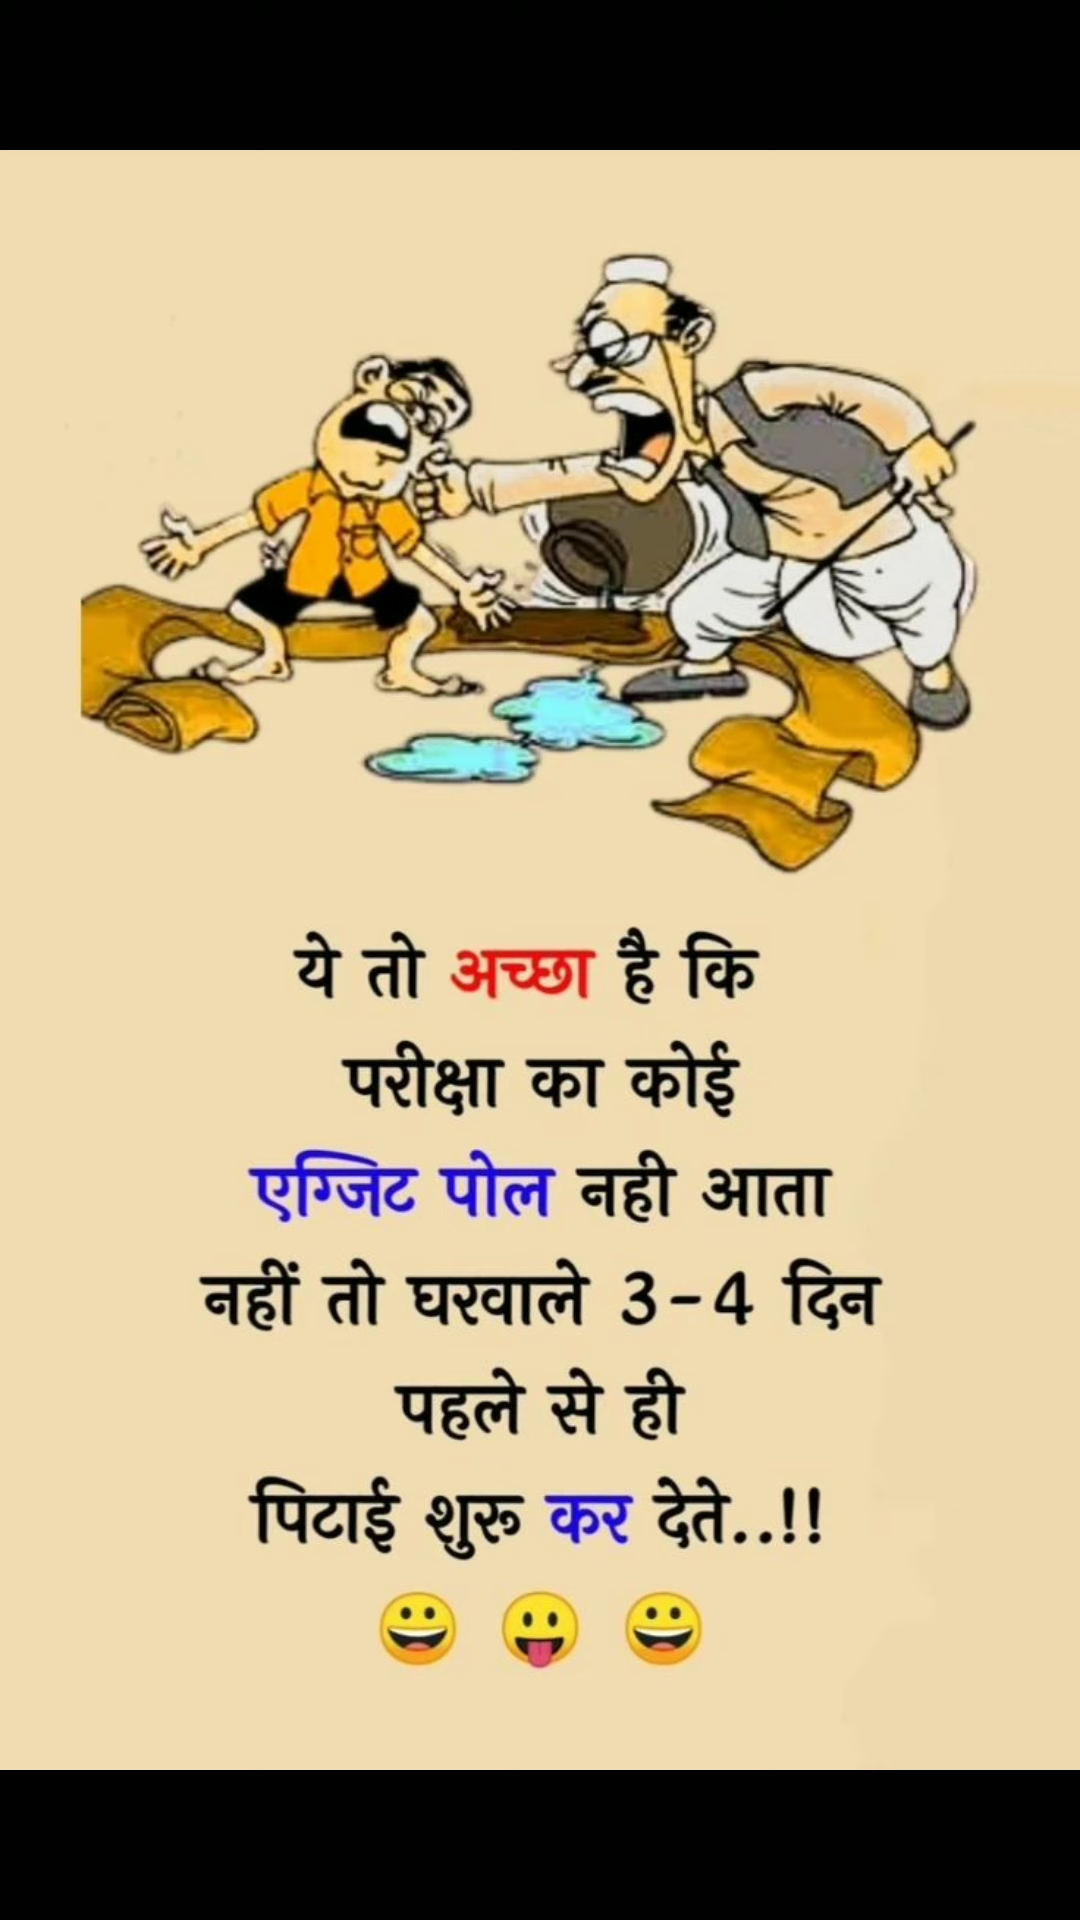 ये तो अच्छा है कि
परीक्षा का कोई
एग्जिट पोल नही आता
नहीं तो घरवाले 3-4 दिन
पहले से ही
पिटाई शुरू कर देते..!!
😀 😛 😀